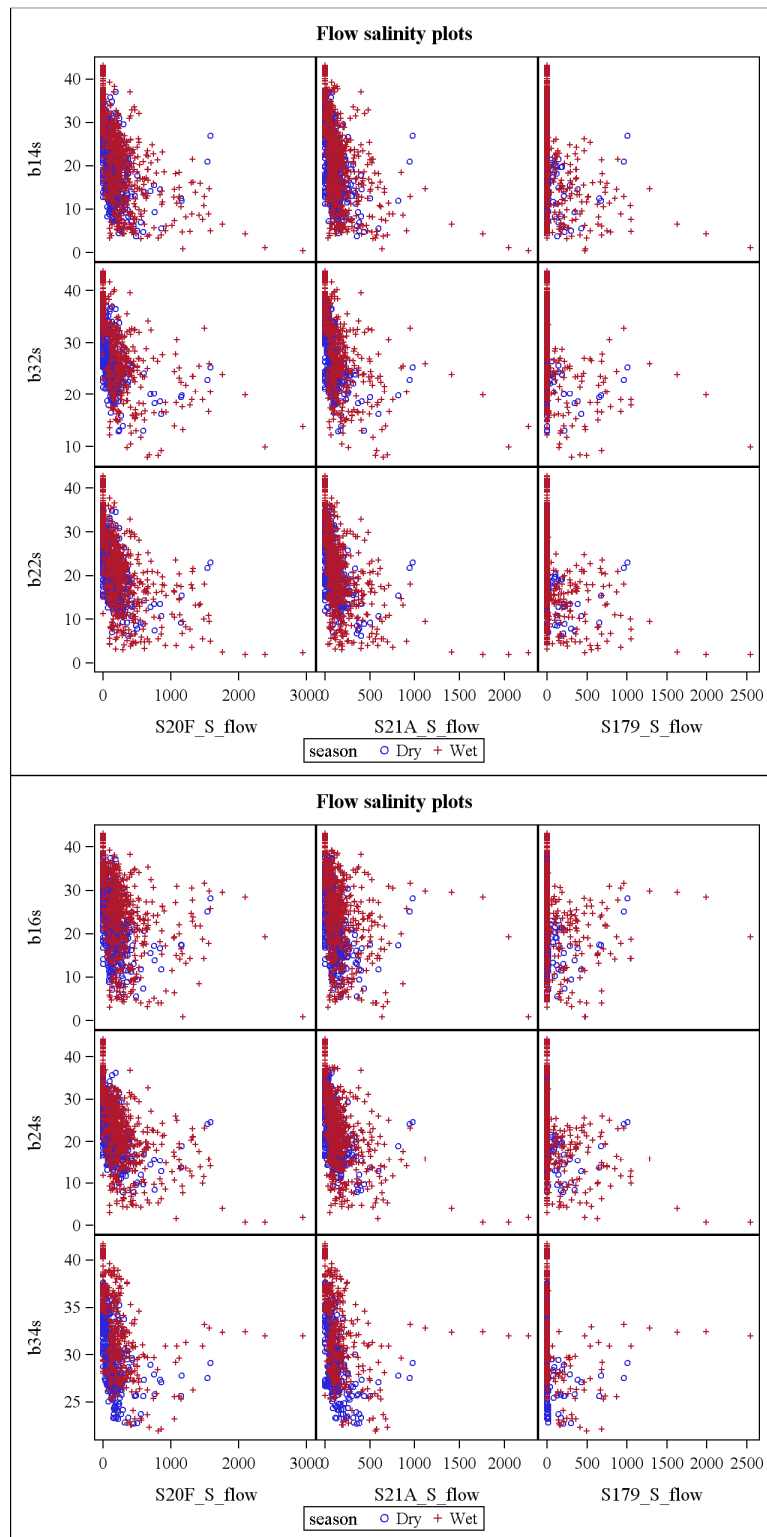 Flow salinity plots
40
30
20
10
0
b14s
40
30
20
10
b32s
40
30
20
10
0
b22s
0 1000 2000 3000
0 500 1000 1500 2000
0 500 1000 1500 2000 2500
S20F_S_flow S21A_S_flow S179_S_flow
season Dry Wet
Flow salinity plots
40
30
20
10
0
b16s
40
30
20
10
0
b24s
40
35
30
25
b34s
0 1000 2000 3000
0 500 1000 1500 2000
0 500 1000 1500 2000 2500
S20F_S_flow S21A_S_flow S179_S_flow
season Dry Wet